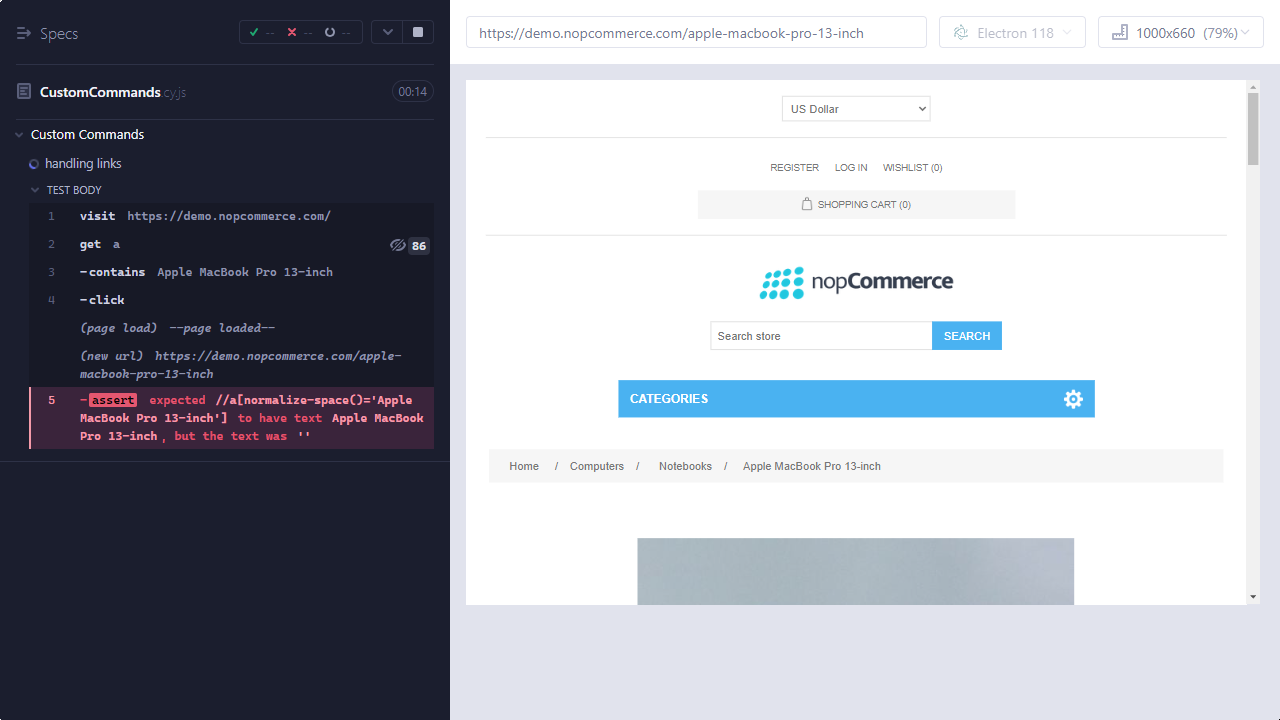 Specs
-- -- --
CustomCommands.cy.js
00:14
Custom Commands
handling links
TEST BODY
1 visit https://demo.nopcommerce.com/
2 get a 86
3 -contains Apple MacBook Pro 13-inch
4 -click
(page load) --page loaded--
(new url) https://demo.nopcommerce.com/apple-
macbook-pro-13-inch
5 -assert expected //a[normalize-space()='Apple
MacBook Pro 13-inch'] to have text Apple MacBook
Pro 13-inch, but the text was ''
https://demo.nopcommerce.com/apple-macbook-pro-13-inch
Electron 118
1000x660 (79%)
US Dollar
REGISTER LOG IN WISHLIST (0)
SHOPPING CART (0)
nopCommerce
Search store
SEARCH
CATEGORIES
Home / Computers / Notebooks / Apple MacBook Pro 13-inch